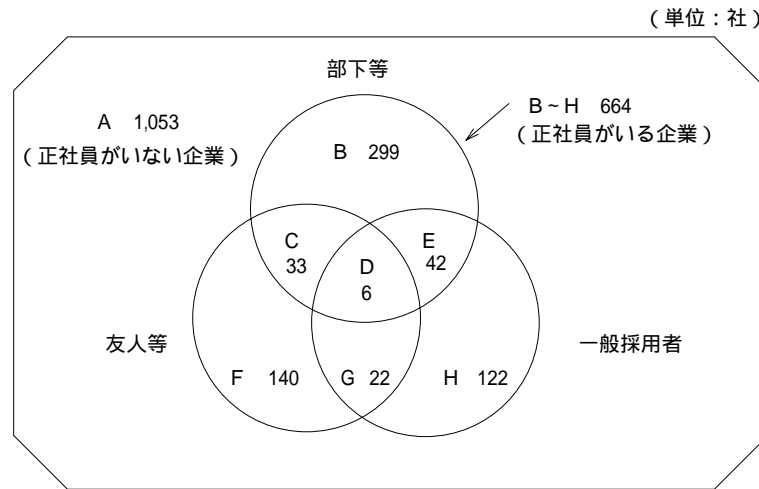 （単位：社）
部下等
A 1,053
（正社員がいない企業）
B～H 664
（正社員がいる企業）
B 299
C
33
D
6
E
42
友人等
一般採用者
F 140
G 22
H 122